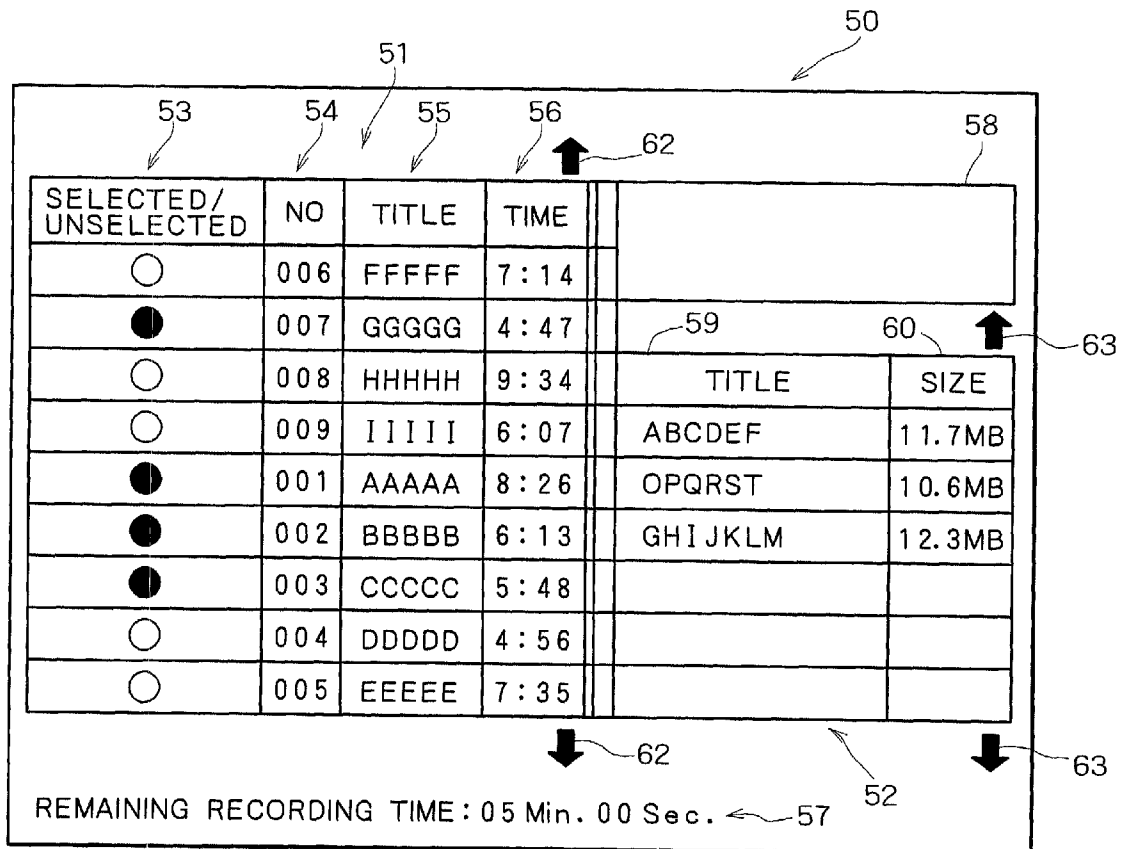 50
51
53 54 55 56 62 58
SELECTED/
UNSELECTED NO TITLE TIME
006 FFFFF 7:14
007 GGGGG 4:47 59 60 63
008 HHHHH 9:34 TITLE SIZE
009 IIIII 6:07 ABCDEF 11.7MB
001 AAAAA 8:26 OPQRST 10.6MB
002 BBBBB 6:13 GHIJKLM 12.3MB
003 CCCCC 5:48
004 DDDDD 4:56
005 EEEEE 7:35
62 52 63
REMAINING RECORDING TIME:05 Min.00 Sec. 57